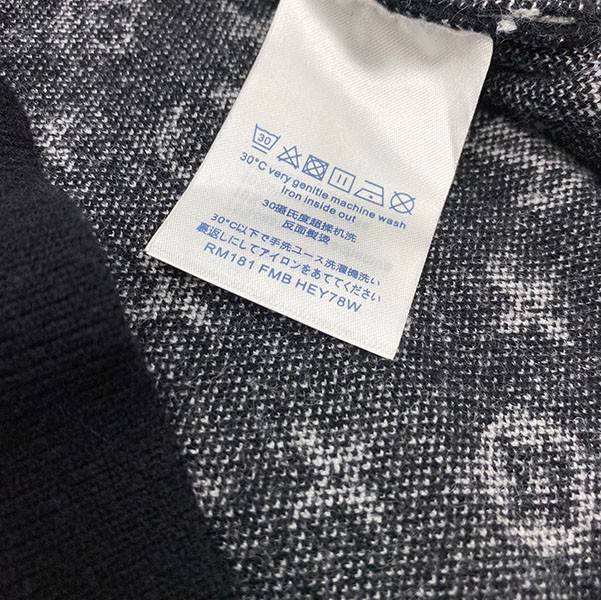 30
30°C very genitle machine wash
Iron inside out
30攝氏度超揉机洗
反面熨烫
30°C以下で手洗ユース洗濯機洗い
裏返しにしてアイロンをあててください
RM181 FMB HEY78W